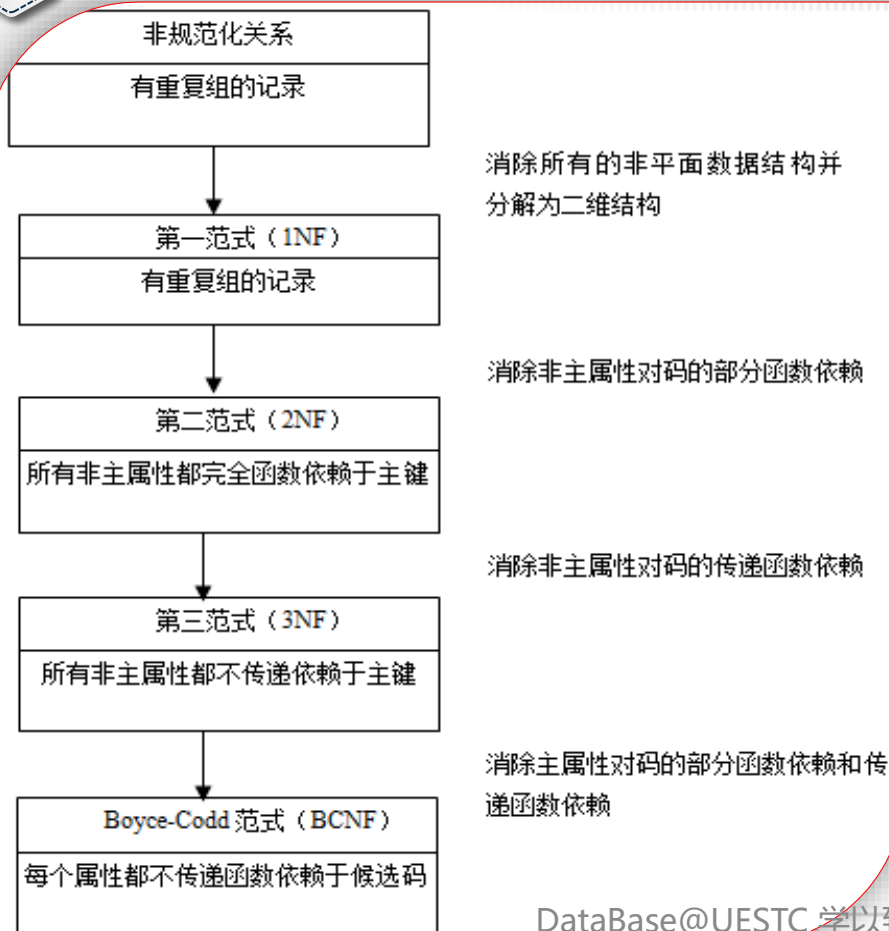 非规范化关系
有重复组的记录
消除所有的非平面数据结构并
分解为二维结构
第一范式（1NF）
有重复组的记录
消除非主属性对码的部分函数依赖
第二范式（2NF）
所有非主属性都完全函数依赖于主键
消除非主属性对码的传递函数依赖
第三范式（3NF）
所有非主属性都不传递依赖于主键
消除主属性对码的部分函数依赖和传
递函数依赖
Boyce-Codd 范式（BCNF）
每个属性都不传递函数依赖于候选码
DataBase@UESTC 学以